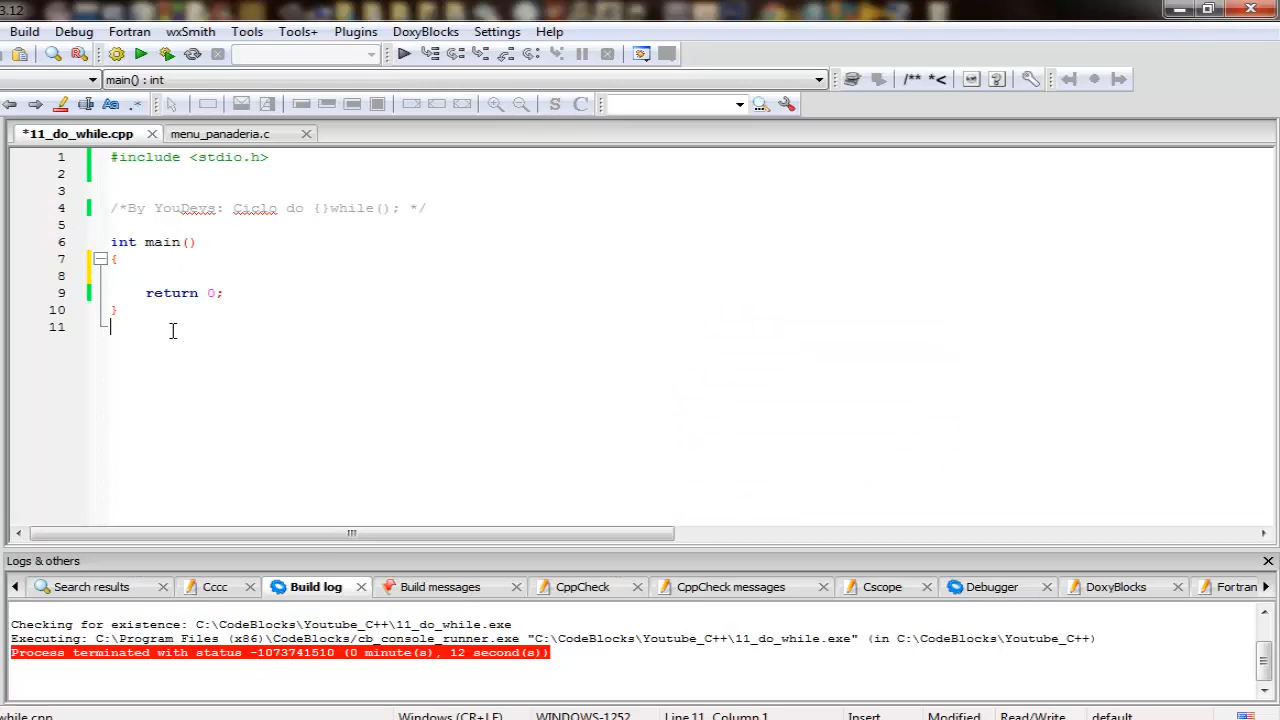 3.12
Build Debug Fortran wxSmith Tools Tools+ Plugins DoxyBlocks Settings Help
main() : int
/** *<
Aa .*
S C
*11_do_while.cpp menu_panaderia.c
1 #include <stdio.h>
2
3
4 /*By YouDevs: Ciclo do {}while(); */
5
6 int main()
7 {
8
9 return 0;
10 }
11
Logs & others
Search results Cccc Build log Build messages CppCheck CppCheck messages Cscope Debugger DoxyBlocks Fortran
Checking for existence: C:\CodeBlocks\Youtube_C++\11_do_while.exe
Executing: C:\Program Files (x86)\CodeBlocks/cb_console_runner.exe "C:\CodeBlocks\Youtube_C++\11_do_while.exe" (in C:\CodeBlocks\Youtube_C++)
Process terminated with status -1073741510 (0 minute(s), 12 second(s))
while.cpp Windows (CR+LF) WINDOWS-1252 Line 11, Column 1 Insert Modified Read/Write default